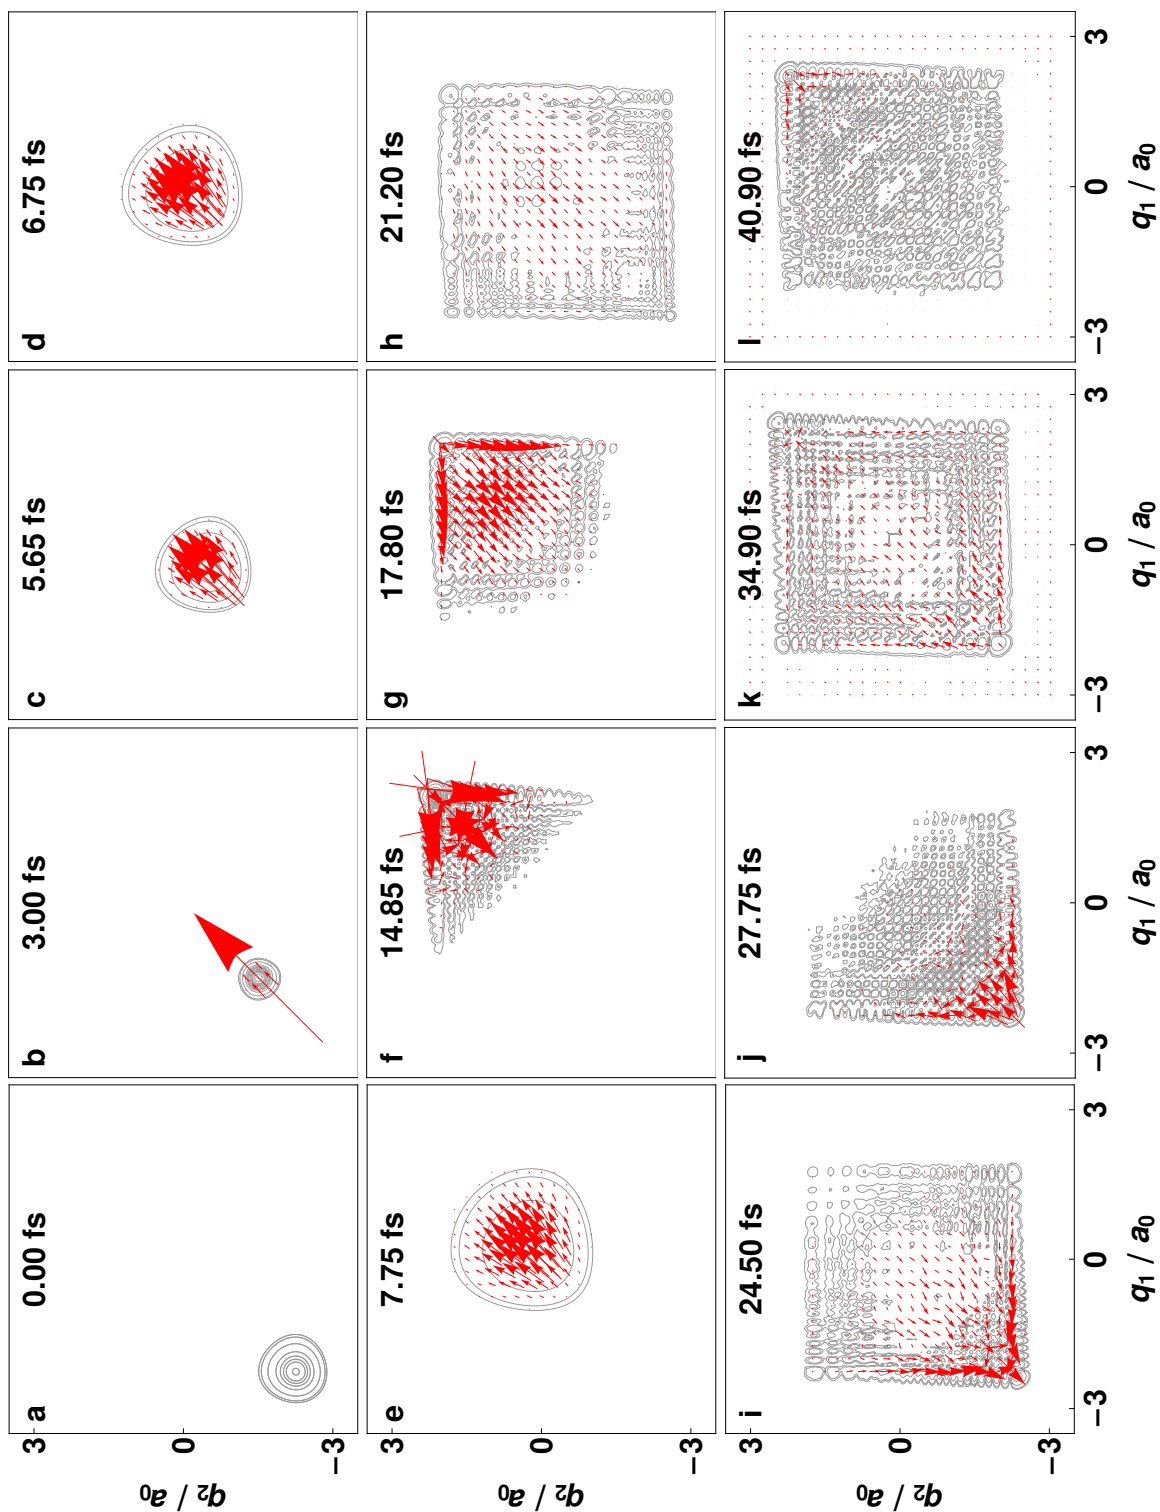 a
0.00 fs
b
3.00 fs
c
5.65 fs
d
6.75 fs
3
0
−3
q2 / a0
e
7.75 fs
f
14.85 fs
g
17.80 fs
h
21.20 fs
3
0
q2 / a0
i
24.50 fs
j
27.75 fs
k
34.90 fs
l
40.90 fs
3
0
−3
q2 / a0
−3 0 3
−3 0 3
−3 0 3
−3 0 3
q1 / a0
q1 / a0
q1 / a0
q1 / a0